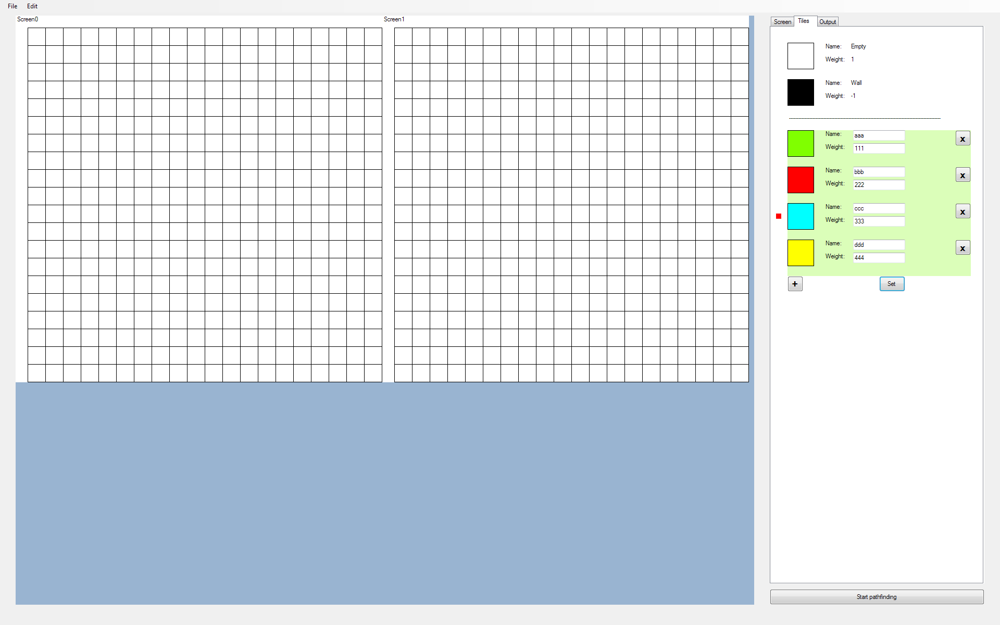 File Edit
Screen0 Screen1
Screen Tiles Output
Name: Empty
Weight: 1
Name: Wall
Weight: -1
Name: aaa
x
Weight: 111
Name: bbb
x
Weight: 222
Name: ccc
x
Weight: 333
Name: ddd
x
Weight: 444
+ Set
Start pathfinding